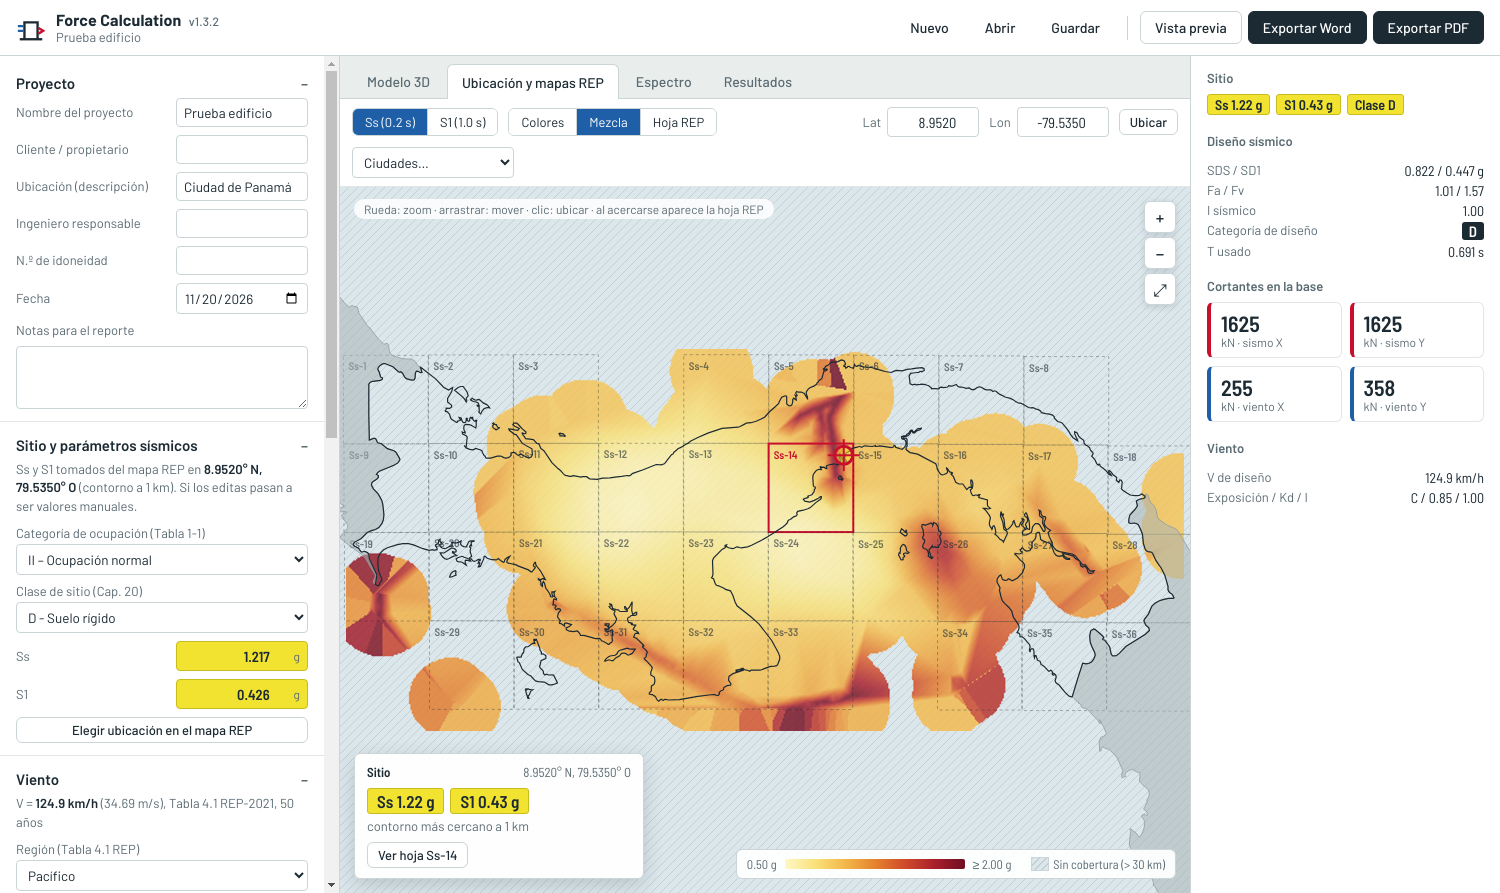 Force Calculation v1.3.2
Prueba edificio
Nuevo
Abrir
Guardar
Vista previa
Exportar Word
Exportar PDF
Proyecto
Nombre del proyecto
Prueba edificio
Cliente / propietario
Ubicación (descripción)
Ciudad de Panamá
Ingeniero responsable
N.º de idoneidad
Fecha
11/20/2026
Notas para el reporte
Sitio y parámetros sísmicos
Ss y S1 tomados del mapa REP en 8.9520° N,
79.5350° O (contorno a 1 km). Si los editas pasan a
ser valores manuales.
Categoría de ocupación (Tabla 1-1)
II – Ocupación normal
Clase de sitio (Cap. 20)
D - Suelo rígido
Ss
1.217 g
S1
0.426 g
Elegir ubicación en el mapa REP
Viento
V = 124.9 km/h (34.69 m/s), Tabla 4.1 REP-2021, 50
años
Región (Tabla 4.1 REP)
Pacífico
Modelo 3D
Ubicación y mapas REP
Espectro
Resultados
Ss (0.2 s)
S1 (1.0 s)
Colores
Mezcla
Hoja REP
Lat
8.9520
Lon
-79.5350
Ubicar
Ciudades...
Rueda: zoom · arrastrar: mover · clic: ubicar · al acercarse aparece la hoja REP
+
−
Ss-1
Ss-2
Ss-3
Ss-4
Ss-5
Ss-6
Ss-7
Ss-8
Ss-9
Ss-10
Ss-11
Ss-12
Ss-13
Ss-14
Ss-15
Ss-16
Ss-17
Ss-18
Ss-19
Ss-20
Ss-21
Ss-22
Ss-23
Ss-24
Ss-25
Ss-26
Ss-27
Ss-28
Ss-29
Ss-30
Ss-31
Ss-32
Ss-33
Ss-34
Ss-35
Ss-36
Sitio
8.9520° N, 79.5350° O
Ss 1.22 g
S1 0.43 g
contorno más cercano a 1 km
Ver hoja Ss-14
0.50 g
≥ 2.00 g
Sin cobertura (> 30 km)
Sitio
Ss 1.22 g
S1 0.43 g
Clase D
Diseño sísmico
SDS / SD1
0.822 / 0.447 g
Fa / Fv
1.01 / 1.57
I sísmico
1.00
Categoría de diseño
D
T usado
0.691 s
Cortantes en la base
1625
kN · sismo X
1625
kN · sismo Y
255
kN · viento X
358
kN · viento Y
Viento
V de diseño
124.9 km/h
Exposición / Kd / I
C / 0.85 / 1.00